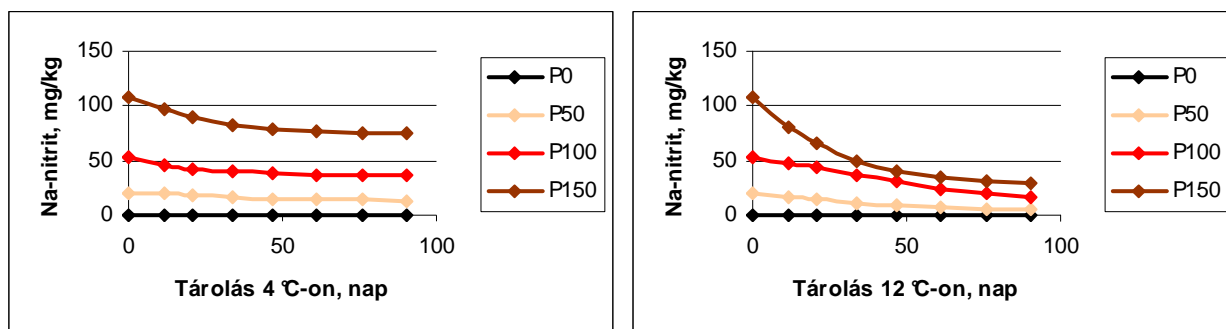 Na-nitrit, mg/kg
150
100
50
0
0 50 100
Tárolás 4 °C-on, nap
P0
P50
P100
P150
Na-nitrit, mg/kg
150
100
50
0
0 50 100
Tárolás 12 °C-on, nap
P0
P50
P100
P150